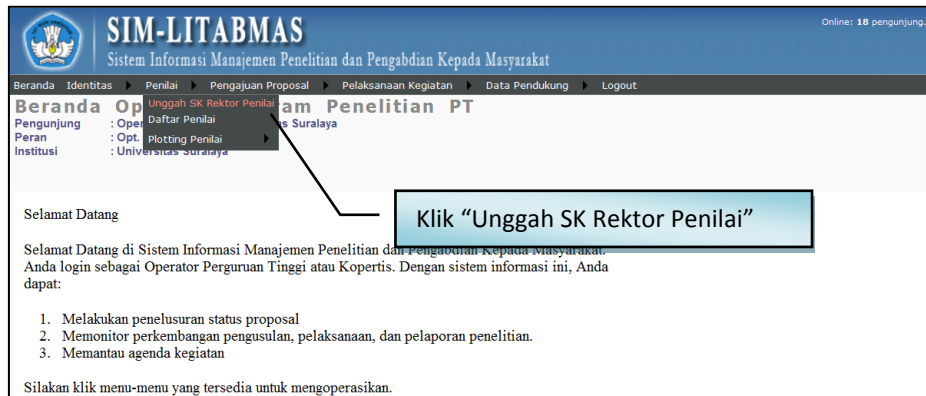 SIM-LITABMAS
Sistem Informasi Manajemen Penelitian dan Pengabdian Kepada Masyarakat
Online: 18 pengunjung.
Beranda Identitas Penilai Pengajuan Proposal Pelaksanaan Kegiatan Data Pendukung Logout
Beranda Op am Penelitian PT
Unggah SK Rektor Penilai
Daftar Penilai
Plotting Penilai
Pengunjung : Oper s Suralaya
Peran : Opt.
Institusi : Universitas Suralaya
Klik “Unggah SK Rektor Penilai”
Selamat Datang
Selamat Datang di Sistem Informasi Manajemen Penelitian dan Pengabdian Kepada Masyarakat.
Anda login sebagai Operator Perguruan Tinggi atau Kopertis. Dengan sistem informasi ini, Anda
dapat:
1. Melakukan penelusuran status proposal
2. Memonitor perkembangan pengusulan, pelaksanaan, dan pelaporan penelitian.
3. Memantau agenda kegiatan
Silakan klik menu-menu yang tersedia untuk mengoperasikan.